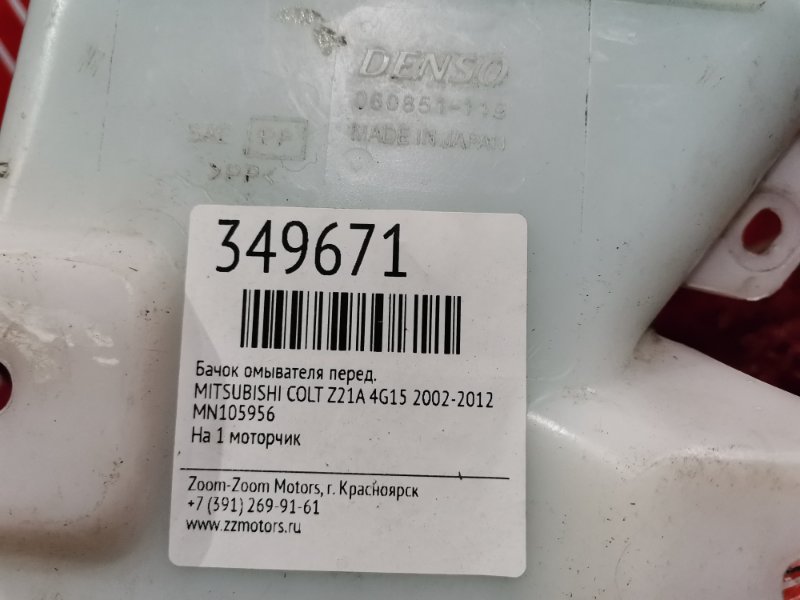 DENSO
MADE IN JAPAN
349671
Бачок омывателя перед.
MITSUBISHI COLT Z21A 4G15 2002-2012
MN105956
На 1 моторчик
Zoom-Zoom Motors, г. Красноярск
+7 (391) 269-91-61
www.zzmotors.ru